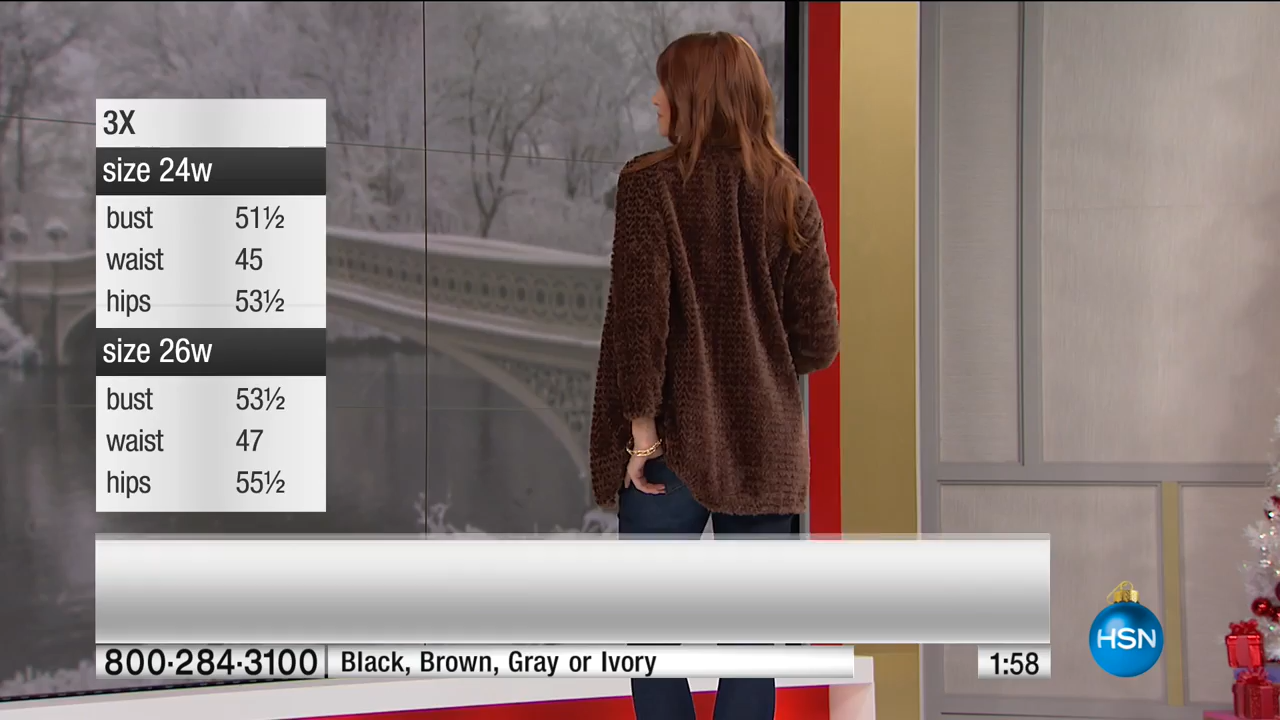 3X
size 24w
bust 51½
waist 45
hips 53½
size 26w
bust 53½
waist 47
hips 55½
HSN
800·284·3100 Black, Brown, Gray or Ivory 1:58